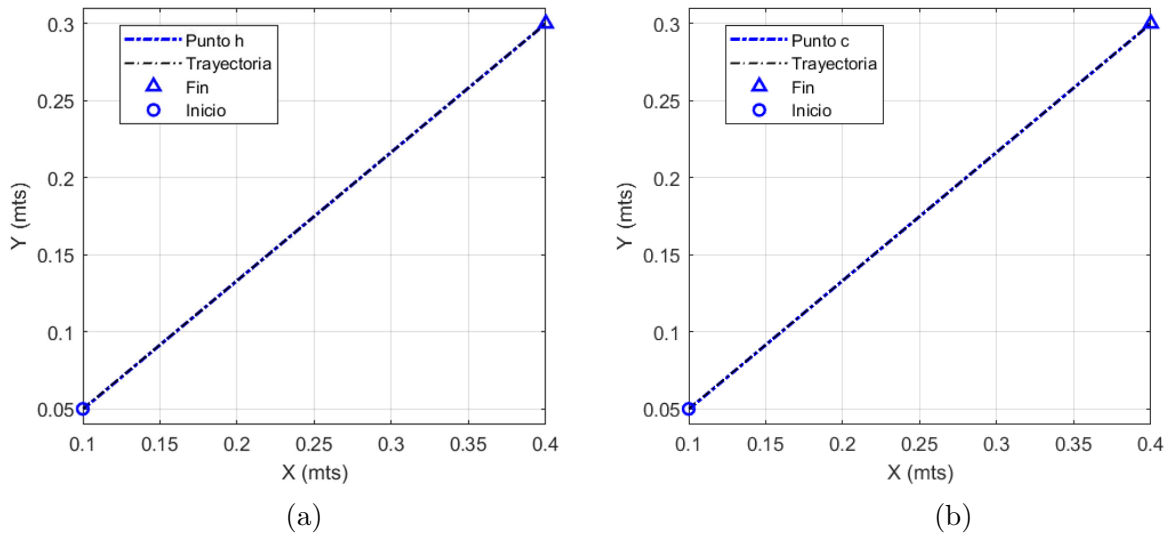 0.3
0.25
0.2
0.15
0.1
0.05
Y (mts)
Punto h
Trayectoria
Fin
Inicio
0.1 0.15 0.2 0.25 0.3 0.35 0.4
X (mts)
(a)
0.3
0.25
0.2
0.15
0.1
0.05
Y (mts)
Punto c
Trayectoria
Fin
Inicio
0.1 0.15 0.2 0.25 0.3 0.35 0.4
X (mts)
(b)